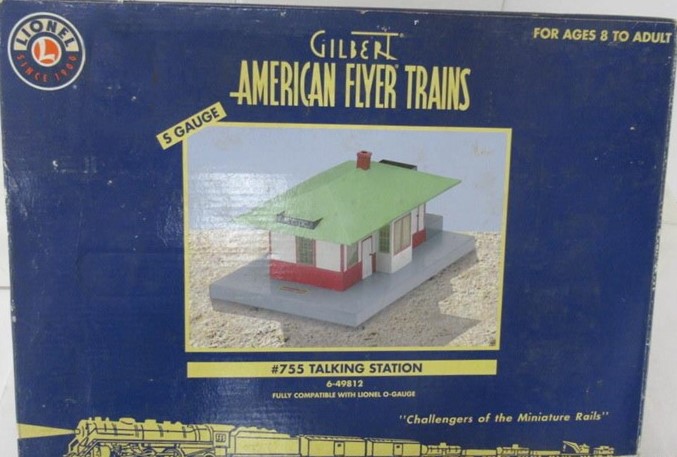 LIONEL
SINCE 1900
GILBERT
AMERICAN FLYER TRAINS
FOR AGES 8 TO ADULT
S GAUGE
#755 TALKING STATION
6-49812
FULLY COMPATIBLE WITH LIONEL O-GAUGE
"Challengers of the Miniature Rails"